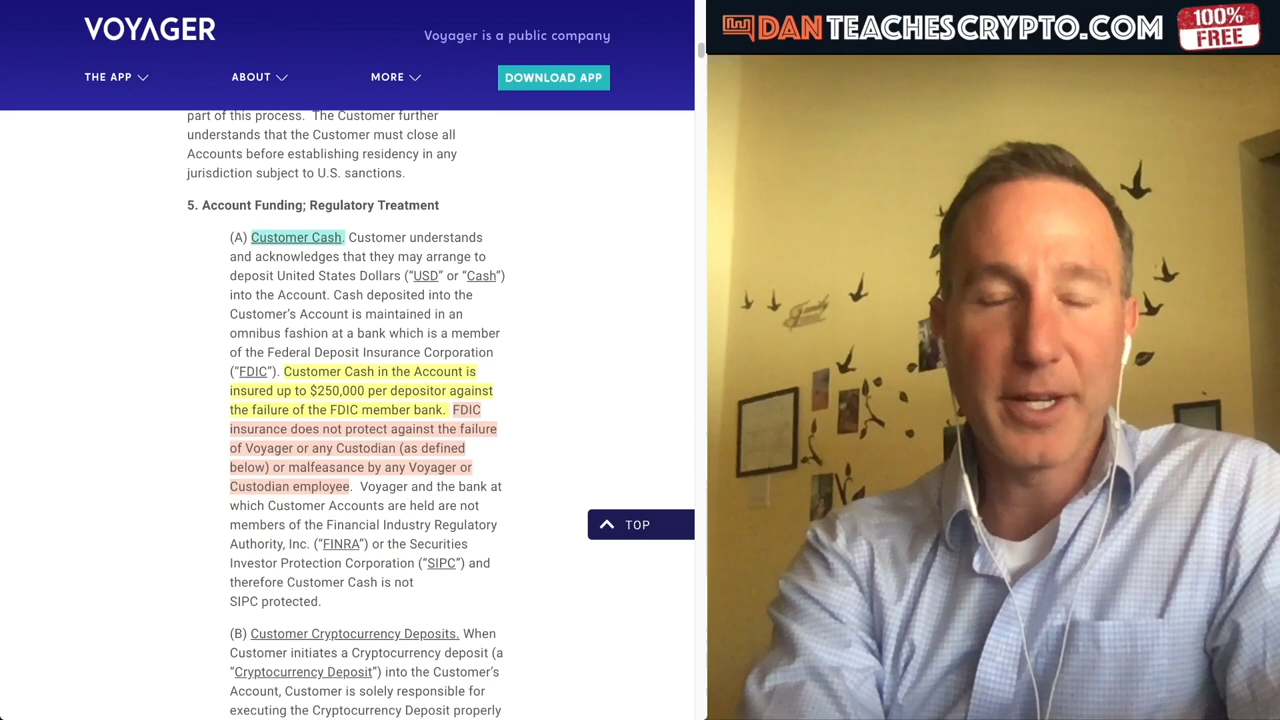 VOYAGER
Voyager is a public company
THE APP
ABOUT
MORE
DOWNLOAD APP
part of this process.  The Customer further
understands that the Customer must close all
Accounts before establishing residency in any
jurisdiction subject to U.S. sanctions.
5. Account Funding; Regulatory Treatment
(A) Customer Cash. Customer understands
and acknowledges that they may arrange to
deposit United States Dollars (“USD” or “Cash”)
into the Account. Cash deposited into the
Customer’s Account is maintained in an
omnibus fashion at a bank which is a member
of the Federal Deposit Insurance Corporation
(“FDIC”). Customer Cash in the Account is
insured up to $250,000 per depositor against
the failure of the FDIC member bank.  FDIC
insurance does not protect against the failure
of Voyager or any Custodian (as defined
below) or malfeasance by any Voyager or
Custodian employee.  Voyager and the bank at
which Customer Accounts are held are not
members of the Financial Industry Regulatory
Authority, Inc. (“FINRA”) or the Securities
Investor Protection Corporation (“SIPC”) and
therefore Customer Cash is not
SIPC protected.
(B) Customer Cryptocurrency Deposits. When
Customer initiates a Cryptocurrency deposit (a
“Cryptocurrency Deposit”) into the Customer’s
Account, Customer is solely responsible for
executing the Cryptocurrency Deposit properly
TOP
DANTEACHESCRYPTO.COM
100%
FREE